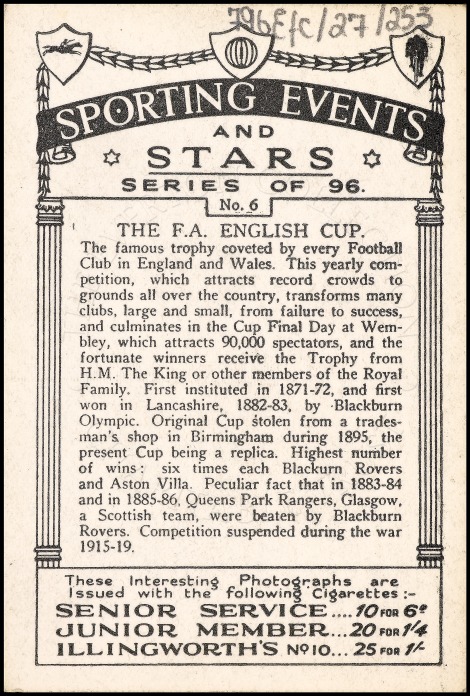 796Efc/27/253
SPORTING EVENTS
AND
STARS
SERIES OF 96.
No. 6
THE F.A. ENGLISH CUP.
The famous trophy coveted by every Football
Club in England and Wales. This yearly com-
petition, which attracts record crowds to
grounds all over the country, transforms many
clubs, large and small, from failure to success,
and culminates in the Cup Final Day at Wem-
bley, which attracts 90,000 spectators, and the
fortunate winners receive the Trophy from
H.M. The King or other members of the Royal
Family. First instituted in 1871-72, and first
won in Lancashire, 1882-83, by Blackburn
Olympic. Original Cup stolen from a trades-
man's shop in Birmingham during 1895, the
present Cup being a replica. Highest number
of wins: six times each Blackurn Rovers
and Aston Villa. Peculiar fact that in 1883-84
and in 1885-86, Queens Park Rangers, Glasgow,
a Scottish team, were beaten by Blackburn
Rovers. Competition suspended during the war
1915-19.
These Interesting Photographs are
Issued with the following Cigarettes:-
SENIOR SERVICE.... 10 FOR 6ᴰ
JUNIOR MEMBER... 20 FOR 1/4
ILLINGWORTH'S Nº 10... 25 FOR 1/-